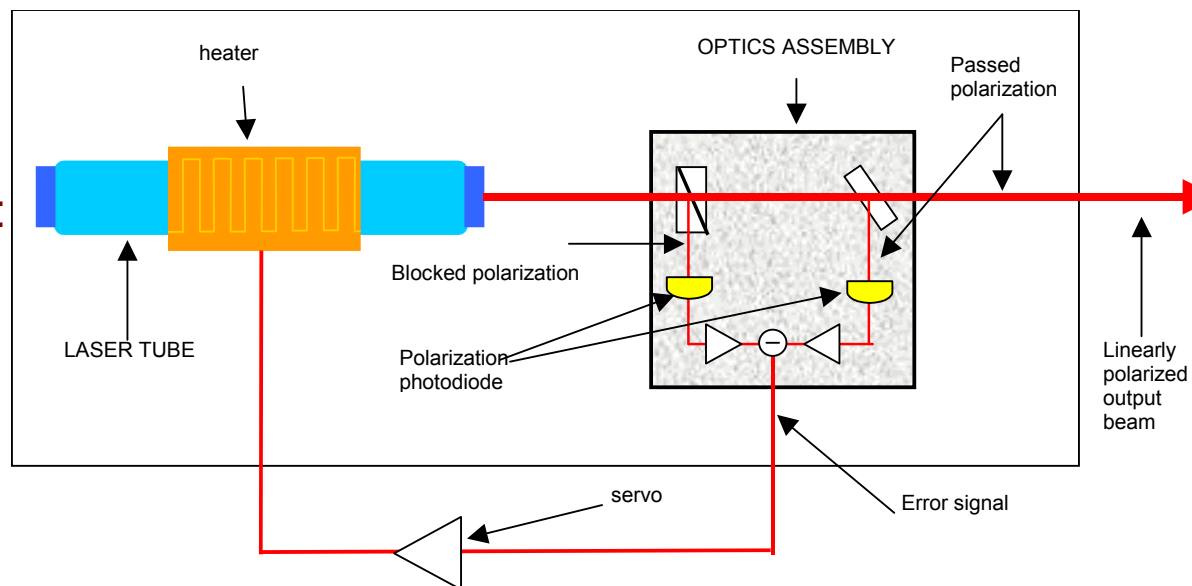 heater
OPTICS ASSEMBLY
Passed
polarization
Blocked polarization
LASER TUBE
Polarization
photodiode
Linearly
polarized
output
beam
servo
Error signal